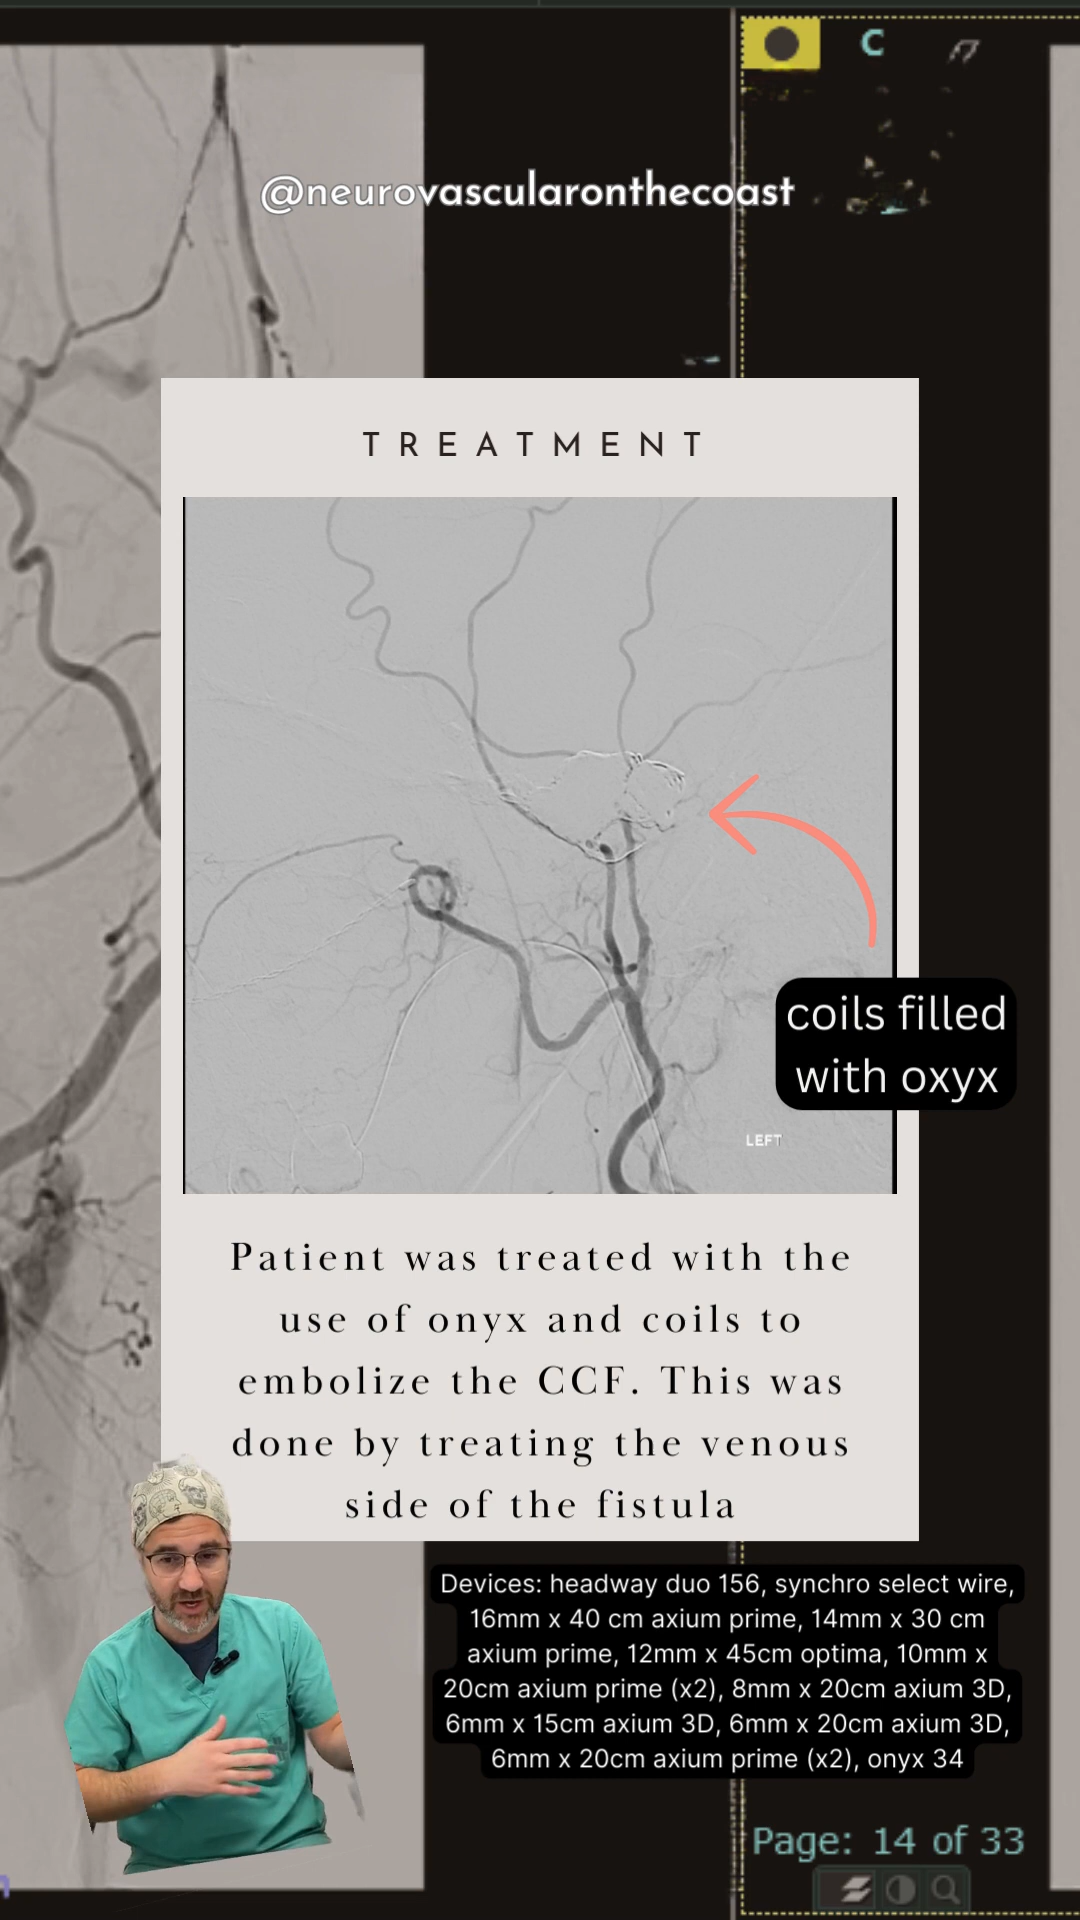 C
@neurovascularonthecoast
TREATMENT
coils filled
with oxyx
LEFT
Patient was treated with the
use of onyx and coils to
embolize the CCF. This was
done by treating the venous
side of the fistula
Devices: headway duo 156, synchro select wire,
16mm x 40 cm axium prime, 14mm x 30 cm
axium prime, 12mm x 45cm optima, 10mm x
20cm axium prime (x2), 8mm x 20cm axium 3D,
6mm x 15cm axium 3D, 6mm x 20cm axium 3D,
6mm x 20cm axium prime (x2), onyx 34
Page: 14 of 33